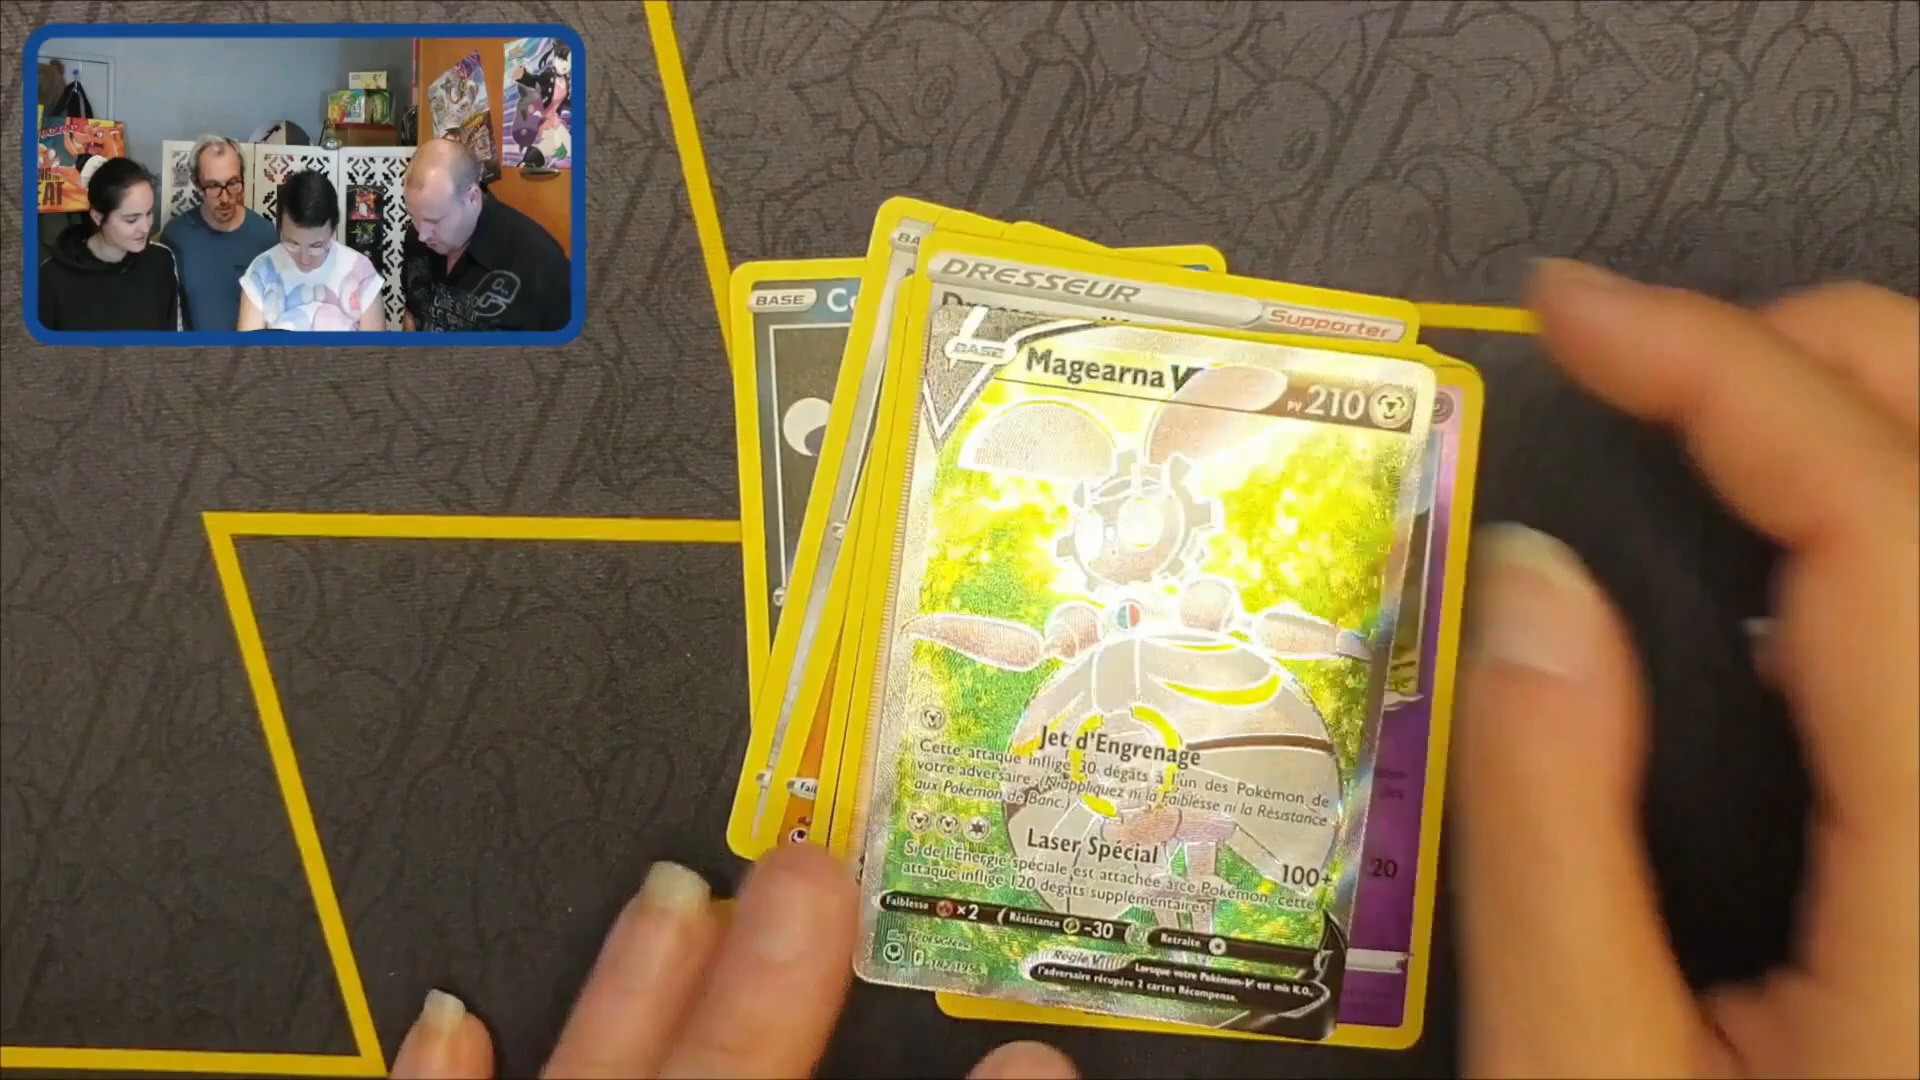 BASE
BA
DRESSEUR
Supporter
BASE
Magearna V
PV 210
Jet d'Engrenage
Cette attaque inflige 30 dégâts à l'un des Pokémon de
votre adversaire. (N'appliquez ni la Faiblesse ni la Résistance
aux Pokémon de Banc.)
Laser Spécial
100+
Si de l'Énergie spéciale est attachée à ce Pokémon, cette
attaque inflige 120 dégâts supplémentaires.
Faiblesse ×2 Résistance -30 Retraite
Règle V Lorsque votre Pokémon-V est mis K.O.,
l'adversaire récupère 2 cartes Récompense.
F
20